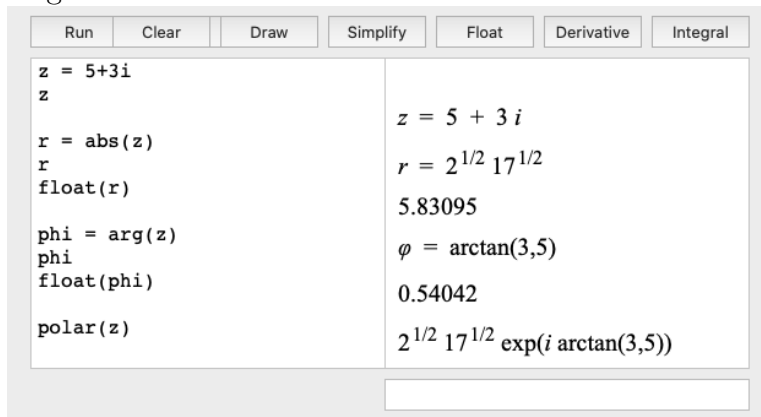 Run Clear Draw Simplify Float Derivative Integral
z = 5+3i
z
r = abs(z)
r
float(r)
phi = arg(z)
phi
float(phi)
polar(z)
z = 5 + 3 i
r = 2^{1/2} 17^{1/2}
5.83095
φ = arctan(3,5)
0.54042
2^{1/2} 17^{1/2} exp(i arctan(3,5))